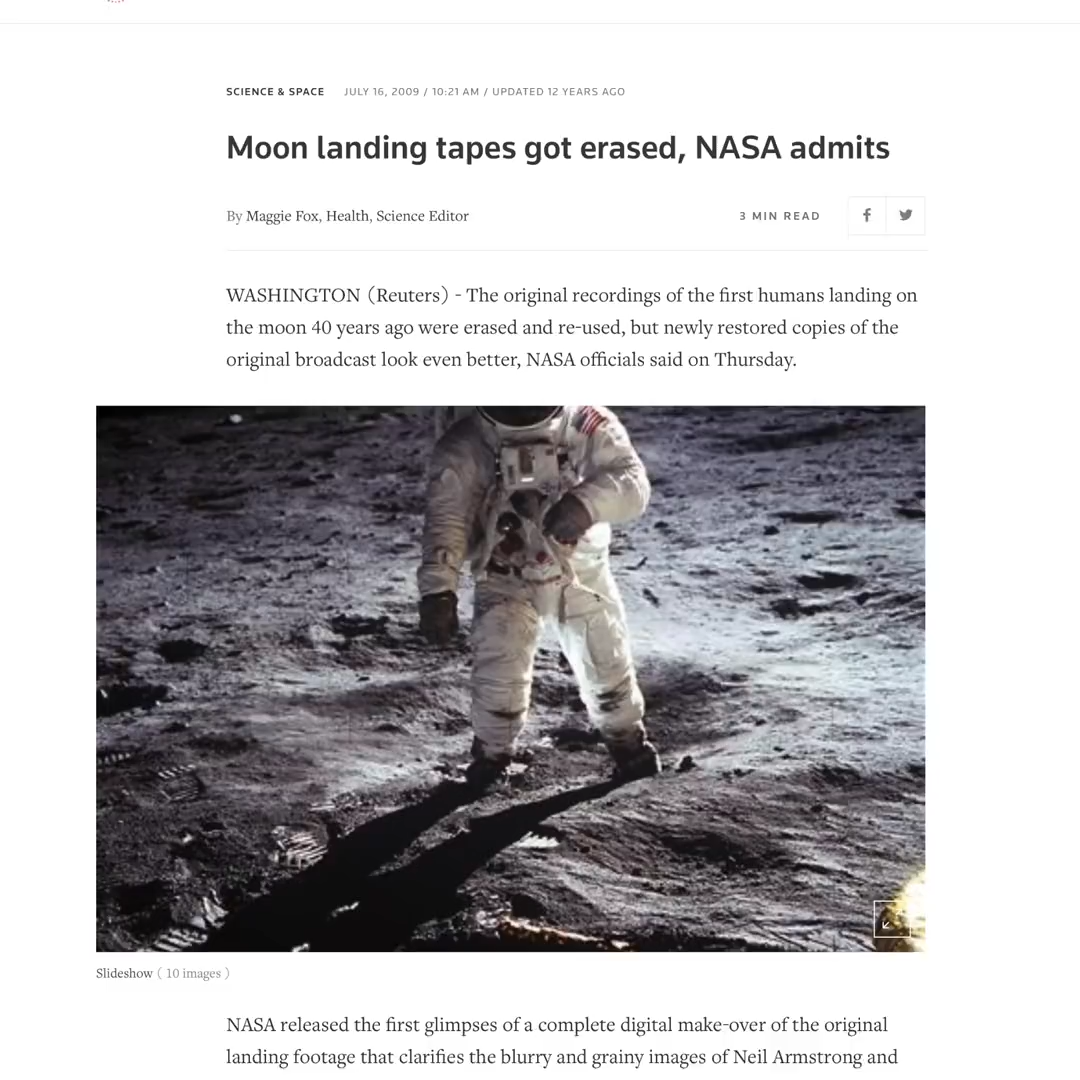 SCIENCE & SPACE JULY 16, 2009 / 10:21 AM / UPDATED 12 YEARS AGO
Moon landing tapes got erased, NASA admits
By Maggie Fox, Health, Science Editor 3 MIN READ
WASHINGTON (Reuters) - The original recordings of the first humans landing on
the moon 40 years ago were erased and re-used, but newly restored copies of the
original broadcast look even better, NASA officials said on Thursday.
Slideshow ( 10 images )
NASA released the first glimpses of a complete digital make-over of the original
landing footage that clarifies the blurry and grainy images of Neil Armstrong and